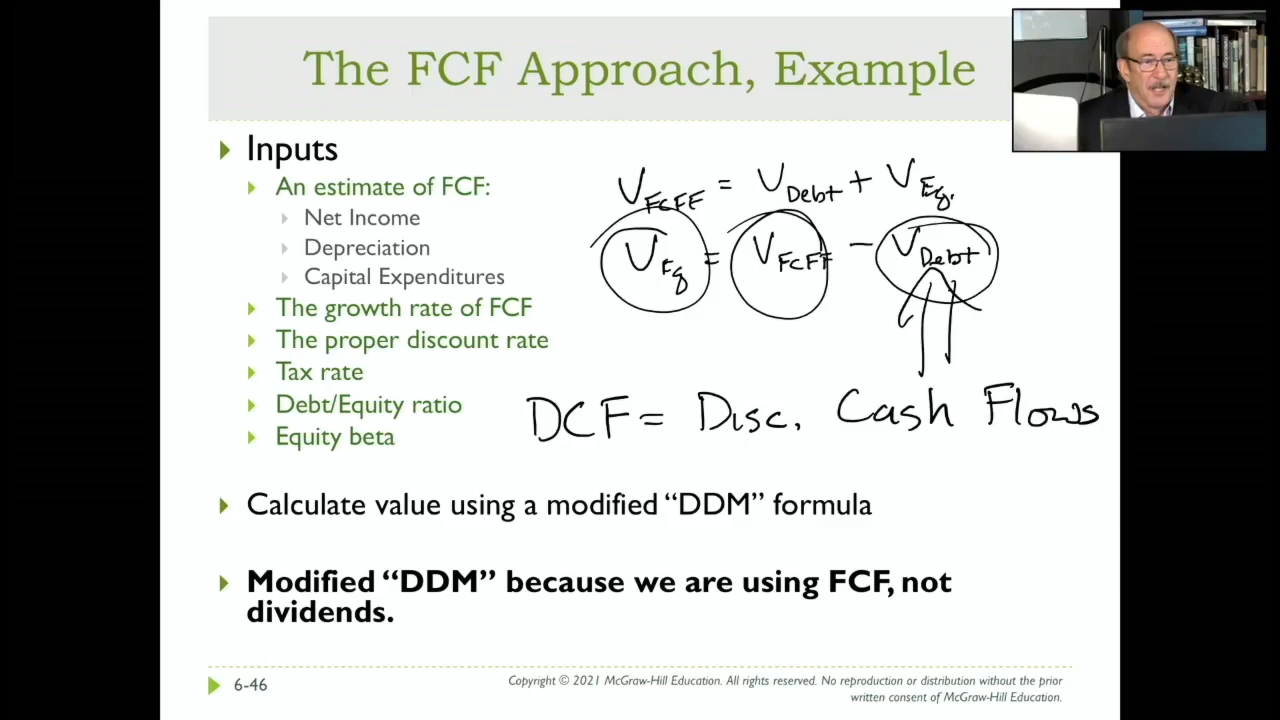 The FCF Approach, Example
Inputs
An estimate of FCF:
Net Income
Depreciation
Capital Expenditures
The growth rate of FCF
The proper discount rate
Tax rate
Debt/Equity ratio
Equity beta
V FCFF = V Debt + V Eq.
V Eq = V FCFF - V Debt
DCF = Disc. Cash Flows
Calculate value using a modified “DDM” formula
Modified “DDM” because we are using FCF, not
dividends.
6-46
Copyright © 2021 McGraw-Hill Education. All rights reserved. No reproduction or distribution without the prior
written consent of McGraw-Hill Education.